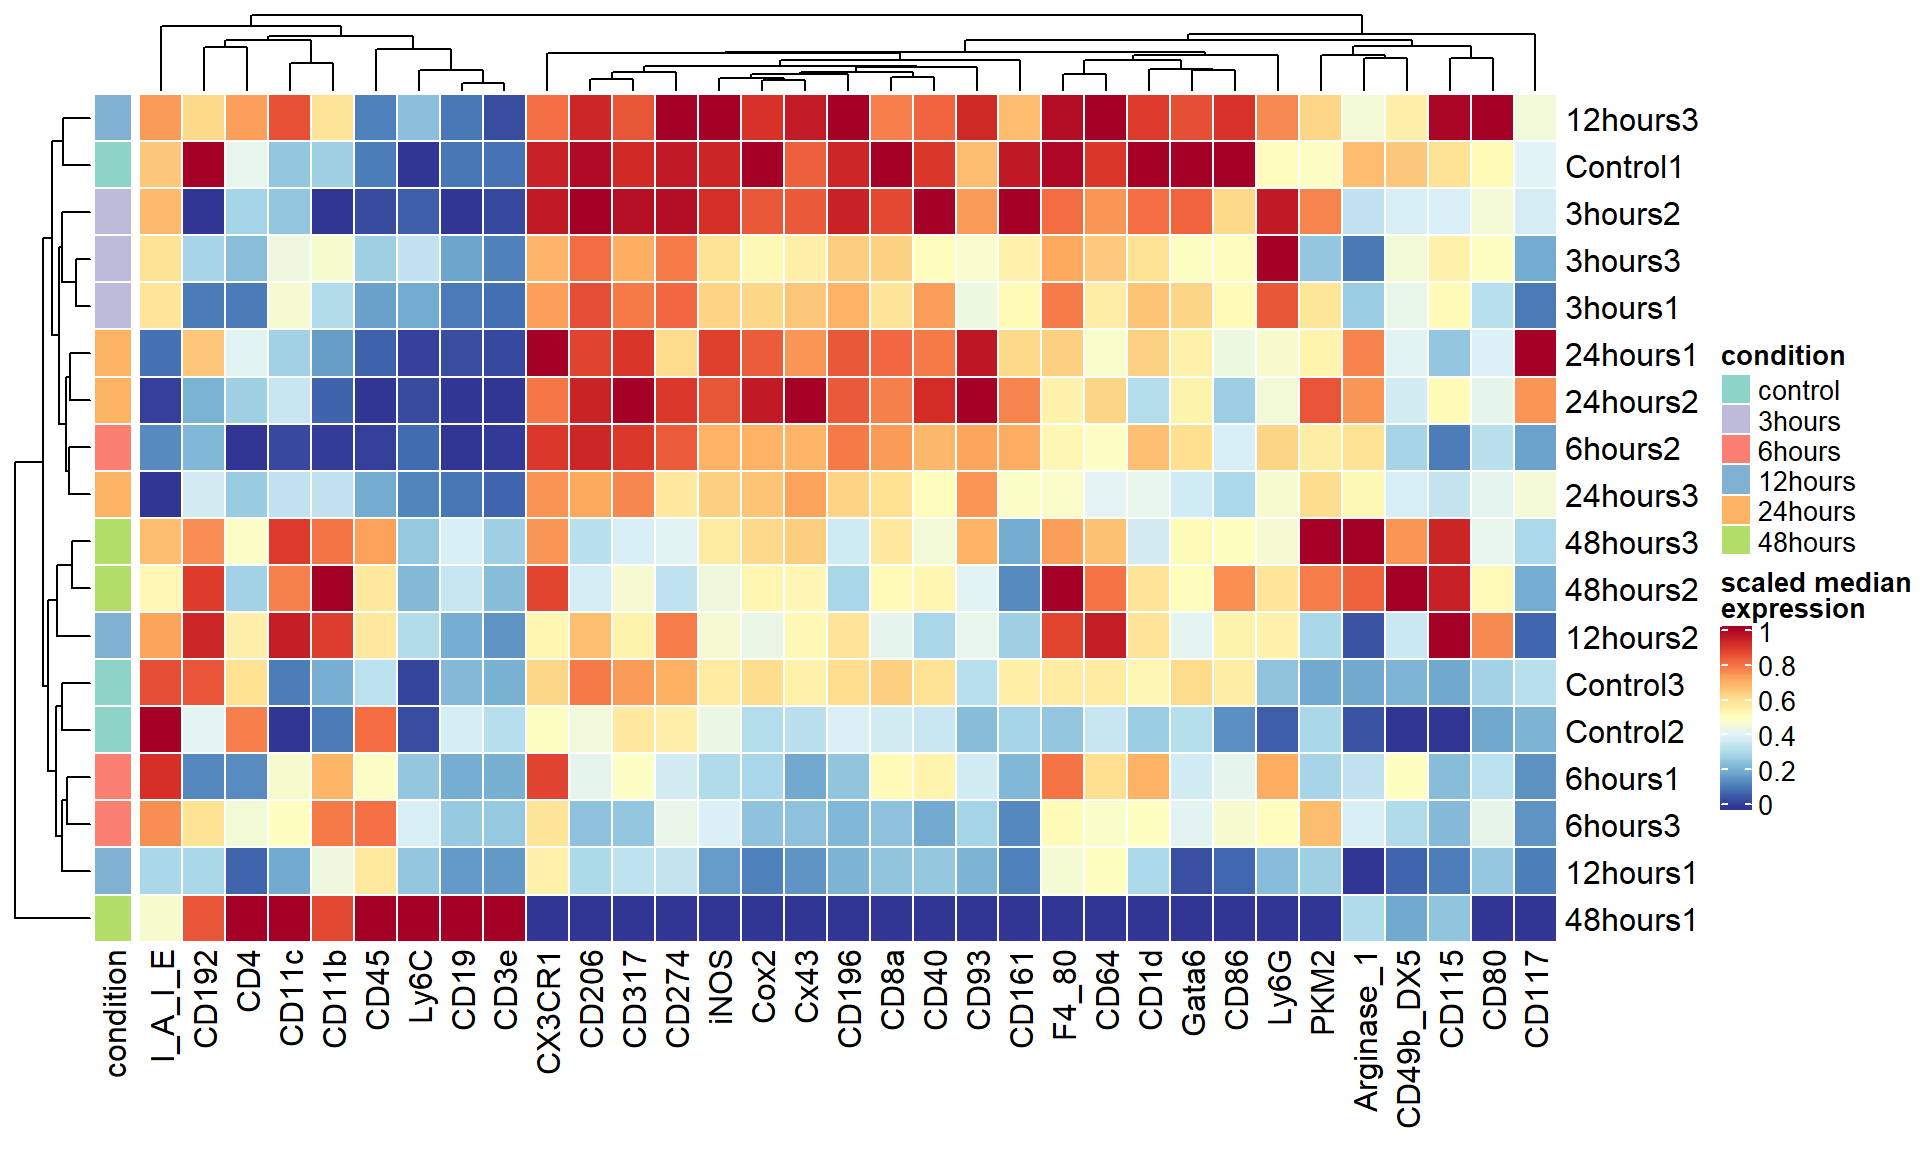 12hours3
Control1
3hours2
3hours3
3hours1
24hours1
24hours2
6hours2
24hours3
48hours3
48hours2
12hours2
Control3
Control2
6hours1
6hours3
12hours1
48hours1
condition
control
3hours
6hours
12hours
24hours
48hours
scaled median
expression
1
0.8
0.6
0.4
0.2
0
condition
I_A_I_E
CD192
CD4
CD11c
CD11b
CD45
Ly6C
CD19
CD3e
CX3CR1
CD206
CD317
CD274
iNOS
Cox2
Cx43
CD196
CD8a
CD40
CD93
CD161
F4_80
CD64
CD1d
Gata6
CD86
Ly6G
PKM2
Arginase_1
CD49b_DX5
CD115
CD80
CD117